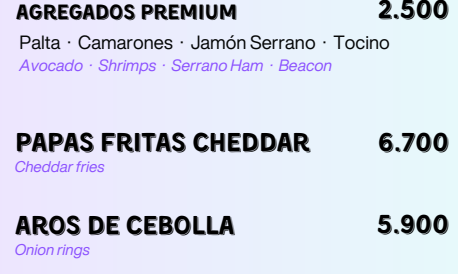 AGREGADOS PREMIUM 2.500
Palta · Camarones · Jamón Serrano · Tocino
Avocado · Shrimps · Serrano Ham · Beacon
PAPAS FRITAS CHEDDAR 6.700
Cheddar fries
AROS DE CEBOLLA 5.900
Onion rings